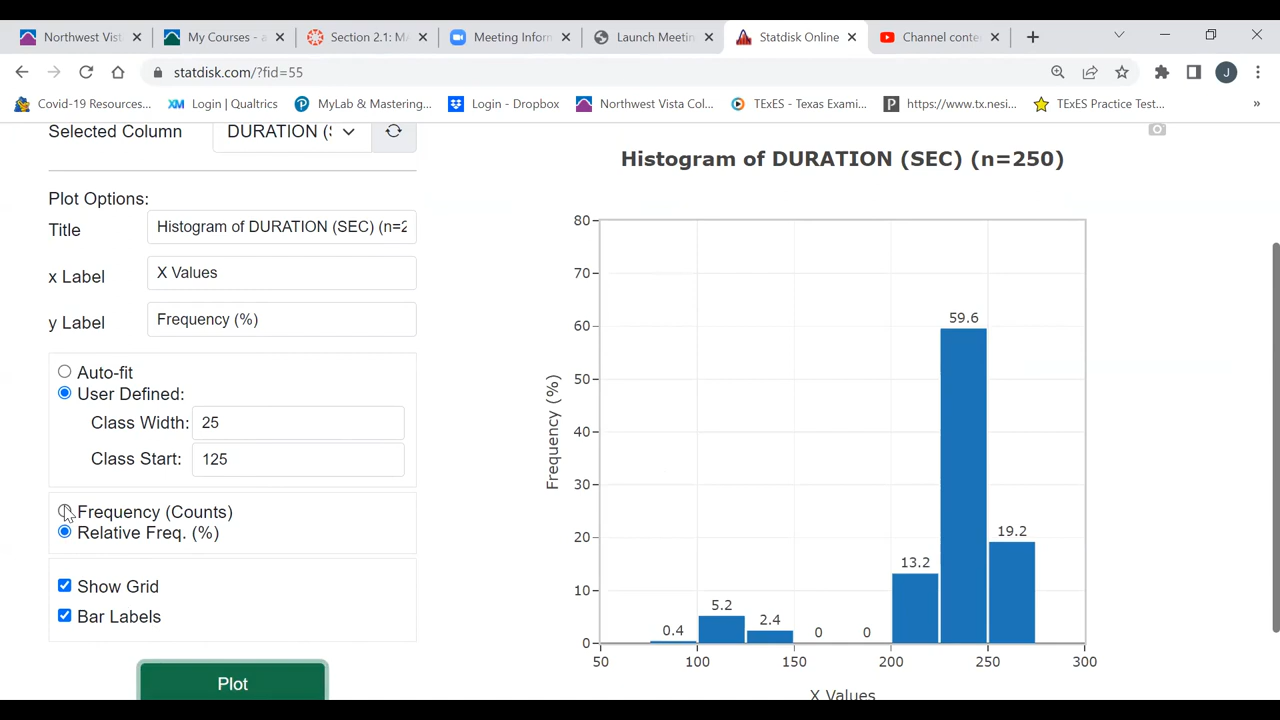 Northwest Vist
My Courses - a
Section 2.1: MA
Meeting Inforn
Launch Meetin
Statdisk Online
Channel conte
statdisk.com/?fid=55
J
Covid-19 Resources...
XM Login | Qualtrics
MyLab & Mastering...
Login - Dropbox
Northwest Vista Col...
TExES - Texas Exami...
https://www.tx.nesi...
TExES Practice Test...
»
Selected Column
DURATION (S
Plot Options:
Title
Histogram of DURATION (SEC) (n=2
x Label
X Values
y Label
Frequency (%)
Auto-fit
User Defined:
Class Width:
25
Class Start:
125
Frequency (Counts)
Relative Freq. (%)
Show Grid
Bar Labels
Plot
Histogram of DURATION (SEC) (n=250)
80
70
60
50
40
30
20
10
0
Frequency (%)
0.4
5.2
2.4
0
0
13.2
59.6
19.2
50
100
150
200
250
300
X Values